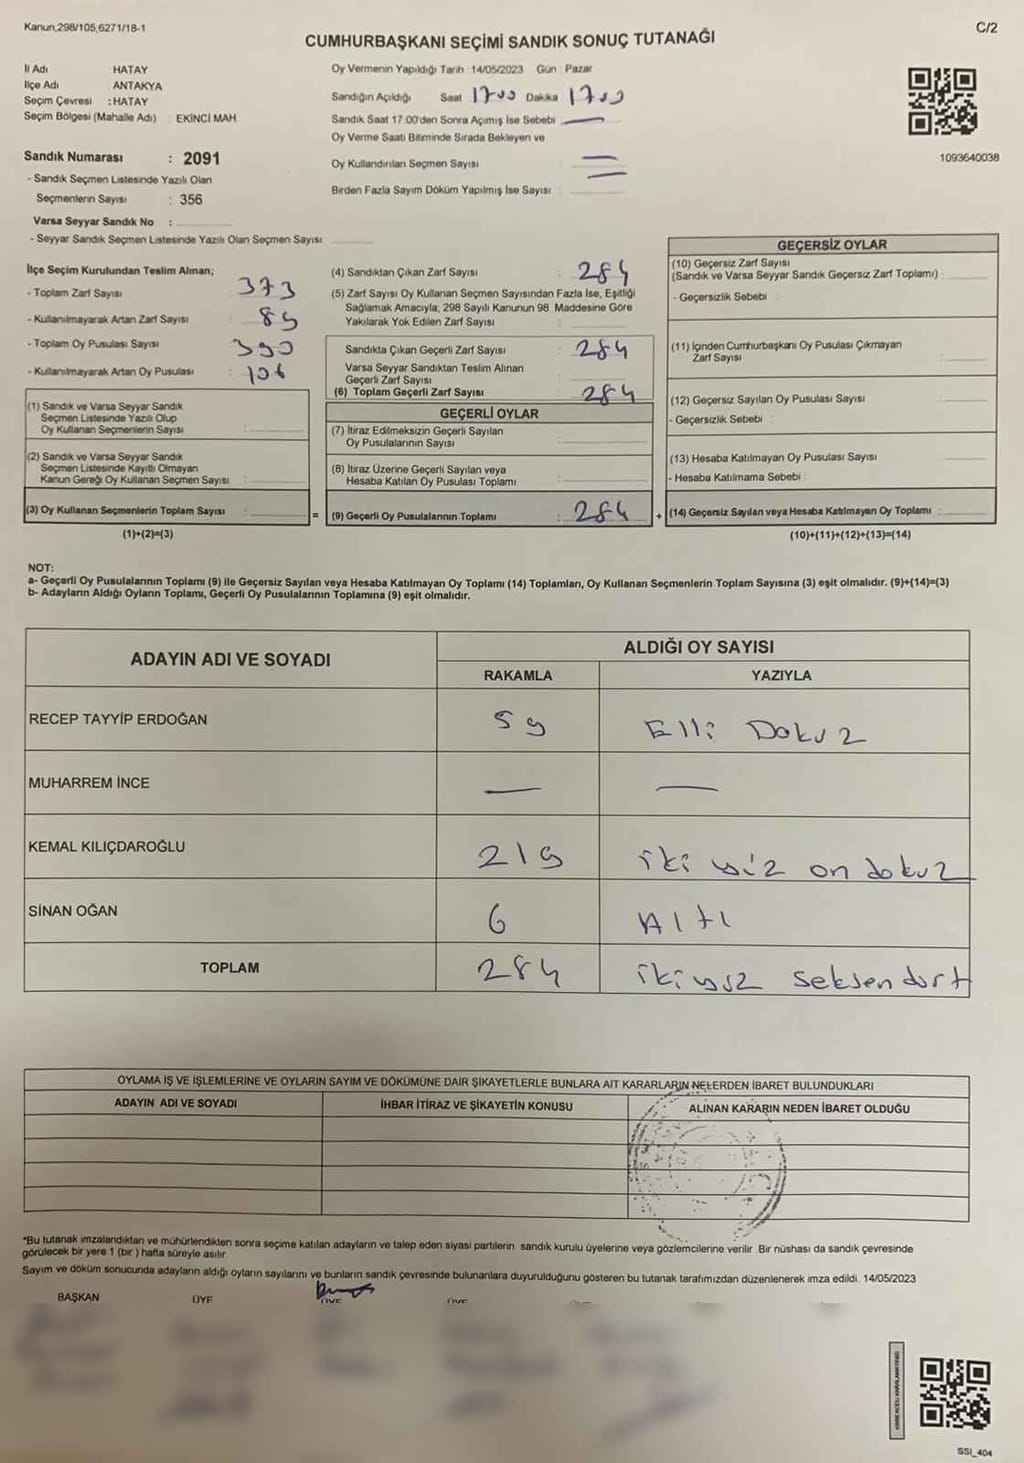 Kanun,298/105,6271/18-1
C/2
CUMHURBAŞKANI SEÇİMİ SANDIK SONUÇ TUTANAĞI
İl Adı : HATAY
İlçe Adı : ANTAKYA
Seçim Çevresi : HATAY
Seçim Bölgesi (Mahalle Adı) : EKİNCİ MAH
Sandık Numarası : 2091
- Sandık Seçmen Listesinde Yazılı Olan
Seçmenlerin Sayısı : 356
Varsa Seyyar Sandık No :
- Seyyar Sandık Seçmen Listesinde Yazılı Olan Seçmen Sayısı
Oy Vermenin Yapıldığı Tarih : 14/05/2023 Gün : Pazar
Sandığın Açıldığı Saat 1700 Dakika 1700
Sandık Saat 17.00'den Sonra Açımış İse Sebebi
Oy Verme Saati Bitiminde Sırada Bekleyen ve
Oy Kullandırılan Seçmen Sayısı :
Birden Fazla Sayım Döküm Yapılmış İse Sayısı :
1093640038
İlçe Seçim Kurulundan Teslim Alınan;
- Toplam Zarf Sayısı : 373
- Kullanılmayarak Artan Zarf Sayısı : 89
- Toplam Oy Pusulası Sayısı : 390
- Kullanılmayarak Artan Oy Pusulası : 106
(1) Sandık ve Varsa Seyyar Sandık
Seçmen Listesinde Yazılı Olup
Oy Kullanan Seçmenlerin Sayısı :
(2) Sandık ve Varsa Seyyar Sandık
Seçmen Listesinde Kayıtlı Olmayan
Kanun Gereği Oy Kullanan Seçmen Sayısı :
(3) Oy Kullanan Seçmenlerin Toplam Sayısı : =
(1)+(2)=(3)
(4) Sandıktan Çıkan Zarf Sayısı : 284
(5) Zarf Sayısı Oy Kullanan Seçmen Sayısından Fazla İse, Eşitliği
Sağlamak Amacıyla, 298 Sayılı Kanunun 98 Maddesine Göre
Yakılarak Yok Edilen Zarf Sayısı :
Sandıkta Çıkan Geçerli Zarf Sayısı : 284
Varsa Seyyar Sandıktan Teslim Alınan
Geçerli Zarf Sayısı :
(6) Toplam Geçerli Zarf Sayısı : 284
GEÇERLİ OYLAR
(7) İtiraz Edilmeksizin Geçerli Sayılan
Oy Pusulalarının Sayısı :
(8) İtiraz Üzerine Geçerli Sayılan veya
Hesaba Katılan Oy Pusulası Toplamı :
(9) Geçerli Oy Pusulalarının Toplamı : 284 +
GEÇERSİZ OYLAR
(10) Geçersiz Zarf Sayısı
(Sandık ve Varsa Seyyar Sandık Geçersiz Zarf Toplamı) :
- Geçersizlik Sebebi :
(11) İçinden Cumhurbaşkanı Oy Pusulası Çıkmayan
Zarf Sayısı :
(12) Geçersiz Sayılan Oy Pusulası Sayısı :
- Geçersizlik Sebebi :
(13) Hesaba Katılmayan Oy Pusulası Sayısı :
- Hesaba Katılmama Sebebi :
(14) Geçersiz Sayılan veya Hesaba Katılmayan Oy Toplamı :
(10)+(11)+(12)+(13)=(14)
NOT:
a- Geçerli Oy Pusulalarının Toplamı (9) ile Geçersiz Sayılan veya Hesaba Katılmayan Oy Toplamı (14) Toplamları, Oy Kullanan Seçmenlerin Toplam Sayısına (3) eşit olmalıdır. (9)+(14)=(3)
b- Adayların Aldığı Oyların Toplamı, Geçerli Oy Pusulalarının Toplamına (9) eşit olmalıdır.
ADAYIN ADI VE SOYADI
ALDIĞI OY SAYISI
RAKAMLA YAZIYLA
RECEP TAYYİP ERDOĞAN 59 Elli Dokuz
MUHARREM İNCE — —
KEMAL KILIÇDAROĞLU 219 iki yüz on dokuz
SİNAN OĞAN 6 Altı
TOPLAM 284 ikiyüz seksendört
OYLAMA İŞ VE İŞLEMLERİNE VE OYLARIN SAYIM VE DÖKÜMÜNE DAİR ŞİKAYETLERLE BUNLARA AİT KARARLARIN NELERDEN İBARET BULUNDUKLARI
ADAYIN ADI VE SOYADI İHBAR İTİRAZ VE ŞİKAYETİN KONUSU ALINAN KARARIN NEDEN İBARET OLDUĞU
*Bu tutanak imzalandıktan ve mühürlendikten sonra seçime katılan adayların ve talep eden siyasi partilerin sandık kurulu üyelerine veya gözlemcilerine verilir. Bir nüshası da sandık çevresinde
görülecek bir yere 1 (bir ) hafta süreyle asılır.
Sayım ve döküm sonucunda adayların aldığı oyların sayılarını ve bunların sandık çevresinde bulunanlara duyurulduğunu gösteren bu tutanak tarafımızdan düzenlenerek imza edildi. 14/05/2023
BAŞKAN ÜYE
SSI_404